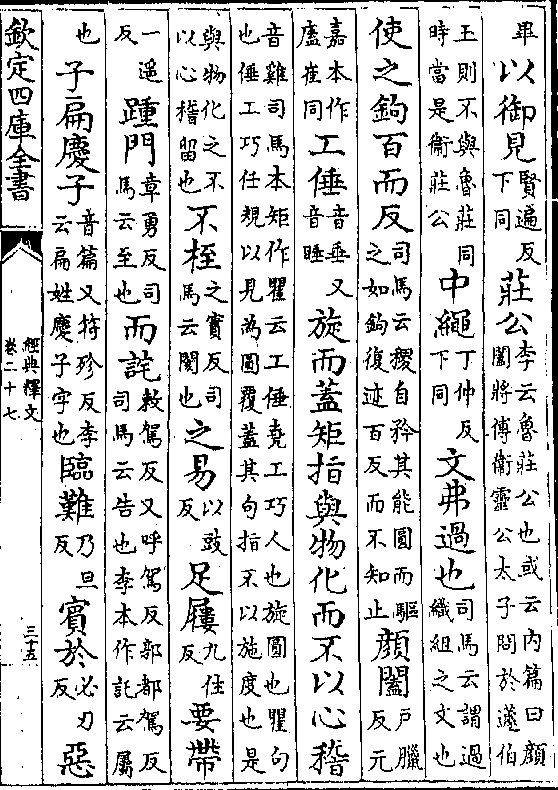 畢以御見賢遍反下同莊公李云魯莊公也或云内篇曰顔闔將傅衛靈公太子問於蘧伯
玉則不與魯莊同時當是衞莊公中繩丁仲反下同文弗過也司馬云謂過織組之文也
使之鉤百而反司馬云稷自矜其能圓而驅之如鉤復迹百反而不知止顔闔戶臘反元
嘉本作盧崔同工倕音垂又音睡旋而蓋矩指與物化而不以心稽
音雞司馬本矩作瞿云工倕堯工巧人也旋圓也瞿句也倕工巧任規以見為圓覆蓋其句指不以施度也是
與物化之不以心稽留也不桎之實反司馬云閡也之易以豉反足屨九住反要帶
一遥反踵門章勇反司馬云至也而詫敕駕反又呼駕反郭都駕反司馬云告也李本作託云屬
也子扁慶子音篇又符殄反李云扁姓慶子字也臨難乃旦反賓於必刃反惡
欽定四庫全書
經典釋文
卷二十七
三十五